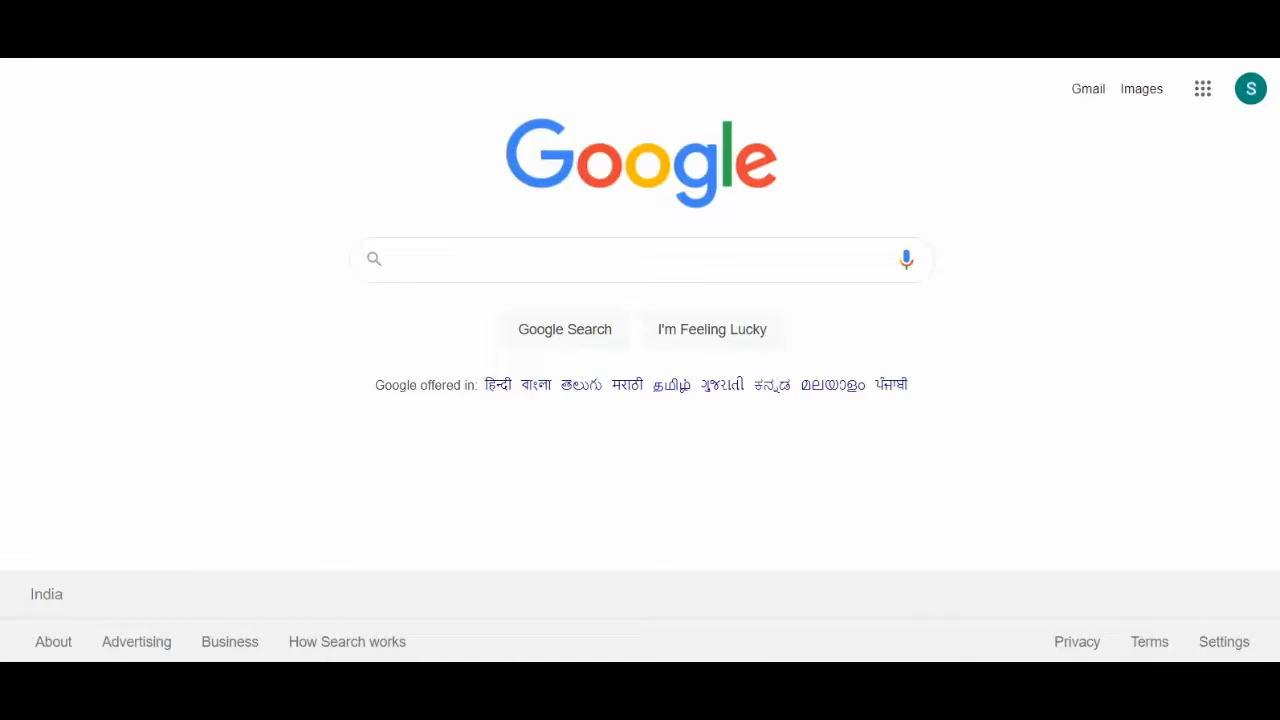 Gmail Images S
Google
Google Search I'm Feeling Lucky
Google offered in: हिन्दी বাংলা తెలుగు मराठी தமிழ் ગુજરાતી ಕನ್ನಡ മലയാളം ਪੰਜਾਬੀ
India
About Advertising Business How Search works Privacy Terms Settings